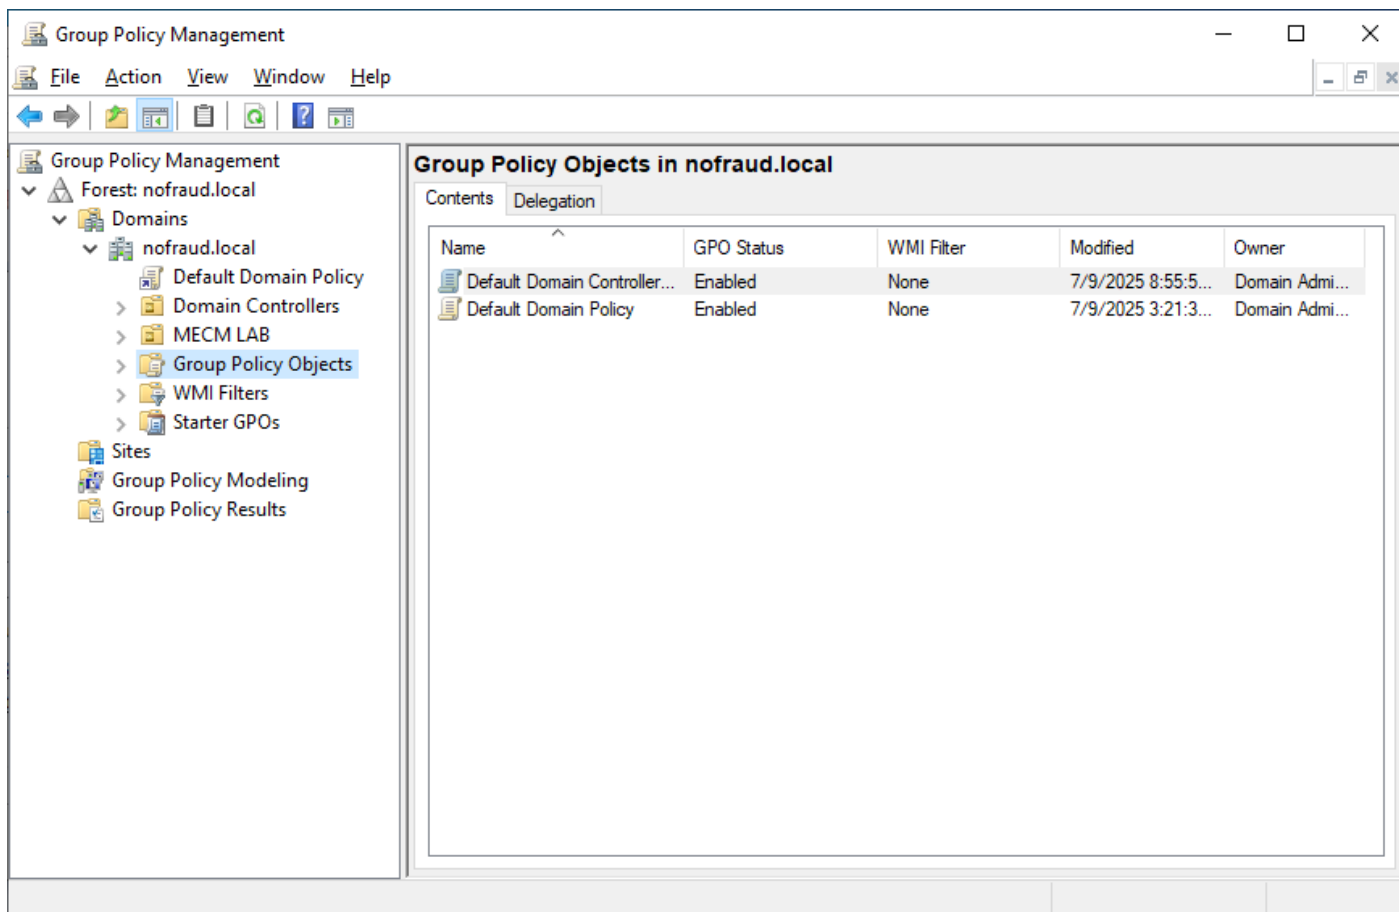 Group Policy Management
File Action View Window Help
Group Policy Management
Forest: nofraud.local
Domains
nofraud.local
Default Domain Policy
Domain Controllers
MECM LAB
Group Policy Objects
WMI Filters
Starter GPOs
Sites
Group Policy Modeling
Group Policy Results
Group Policy Objects in nofraud.local
Contents Delegation
Name GPO Status WMI Filter Modified Owner
Default Domain Controller... Enabled None 7/9/2025 8:55:5... Domain Admi...
Default Domain Policy Enabled None 7/9/2025 3:21:3... Domain Admi...